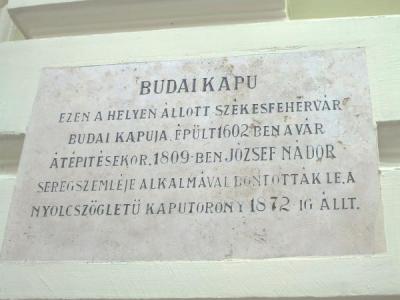 BUDAI KAPU
EZEN A HELYEN ÁLLOTT SZÉKESFEHÉRVÁR
BUDAI KAPUJA. ÉPÜLT 1602 BEN A VÁR
ÁTÉPITÉSEKOR. 1809-BEN JÓZSEF NÁDOR
SEREGSZEMLÉJE ALKALMÁVAL BONTOTTÁK LE. A
NYOLCSZÖGLETŰ KAPUTORONY 1872-IG ÁLLT.